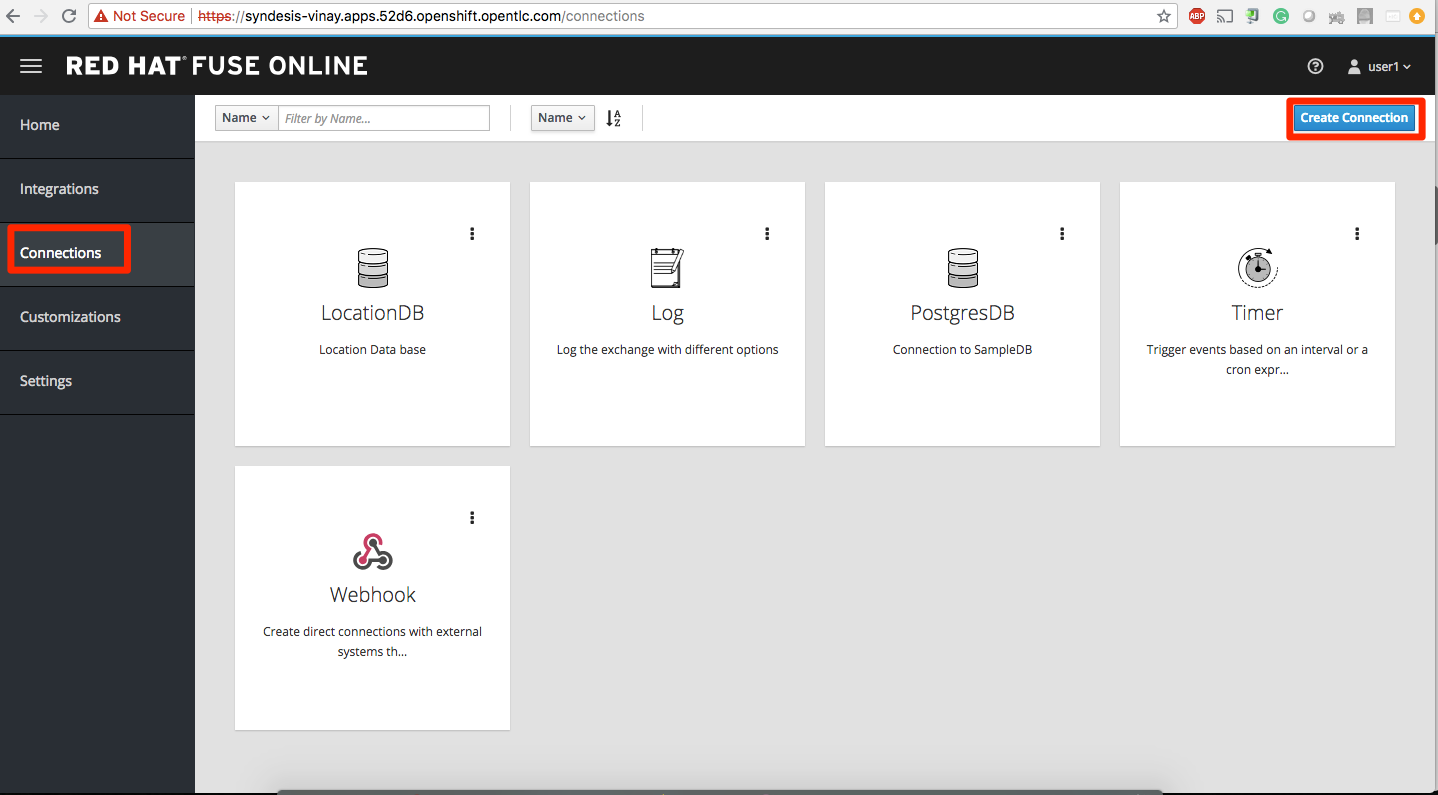 Not Secure https://syndesis-vinay.apps.52d6.openshift.opentlc.com/connections
ABP
RED HAT® FUSE ONLINE
user1
Home
Integrations
Connections
Customizations
Settings
Name Filter by Name... Name A Z Create Connection
LocationDB
Location Data base
Log
Log the exchange with different options
PostgresDB
Connection to SampleDB
Timer
Trigger events based on an interval or a
cron expr...
Webhook
Create direct connections with external
systems th...